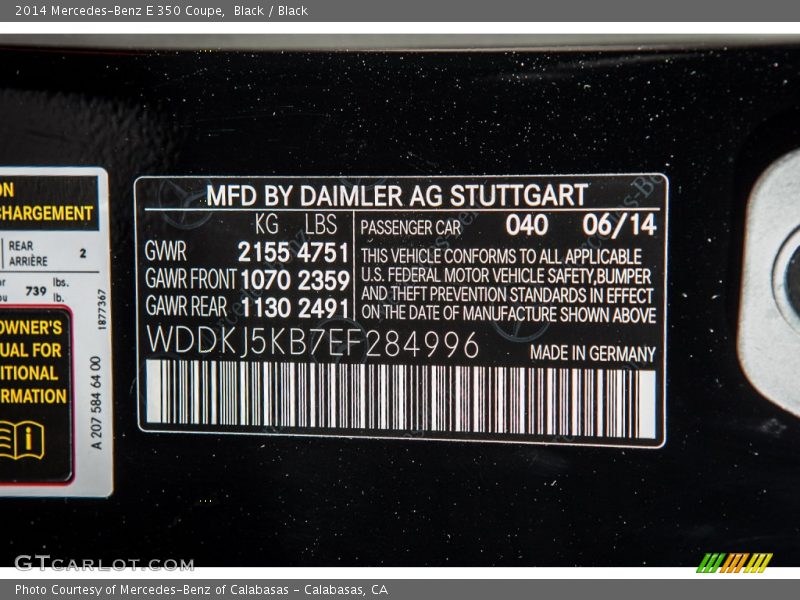 2014 Mercedes-Benz E 350 Coupe, Black / Black
ON
CHARGEMENT
REAR
ARRIÈRE
2
or
ou
739
lbs.
lb.
OWNER'S
UAL FOR
ITIONAL
RMATION
1877367
A 207 584 64 00
MFD BY DAIMLER AG STUTTGART
KG LBS
GVWR 2155 4751
GAWR FRONT 1070 2359
GAWR REAR 1130 2491
PASSENGER CAR 040 06/14
THIS VEHICLE CONFORMS TO ALL APPLICABLE
U.S. FEDERAL MOTOR VEHICLE SAFETY,BUMPER
AND THEFT PREVENTION STANDARDS IN EFFECT
ON THE DATE OF MANUFACTURE SHOWN ABOVE
WDDKJ5KB7EF284996
MADE IN GERMANY
GTcarlot.com
Photo Courtesy of Mercedes-Benz of Calabasas - Calabasas, CA